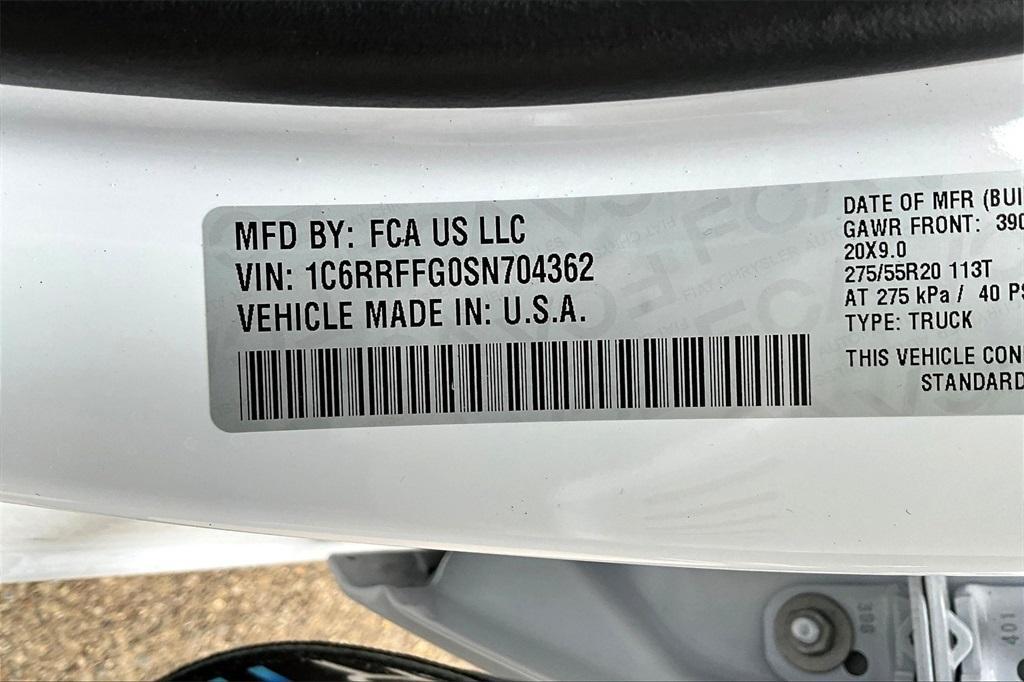 MFD BY: FCA US LLC
VIN: 1C6RRFFG0SN704362
VEHICLE MADE IN: U.S.A.
DATE OF MFR (BUI
GAWR FRONT: 390
20X9.0
275/55R20 113T
AT 275 kPa / 40 PS
TYPE: TRUCK
THIS VEHICLE CON
STANDARD
401